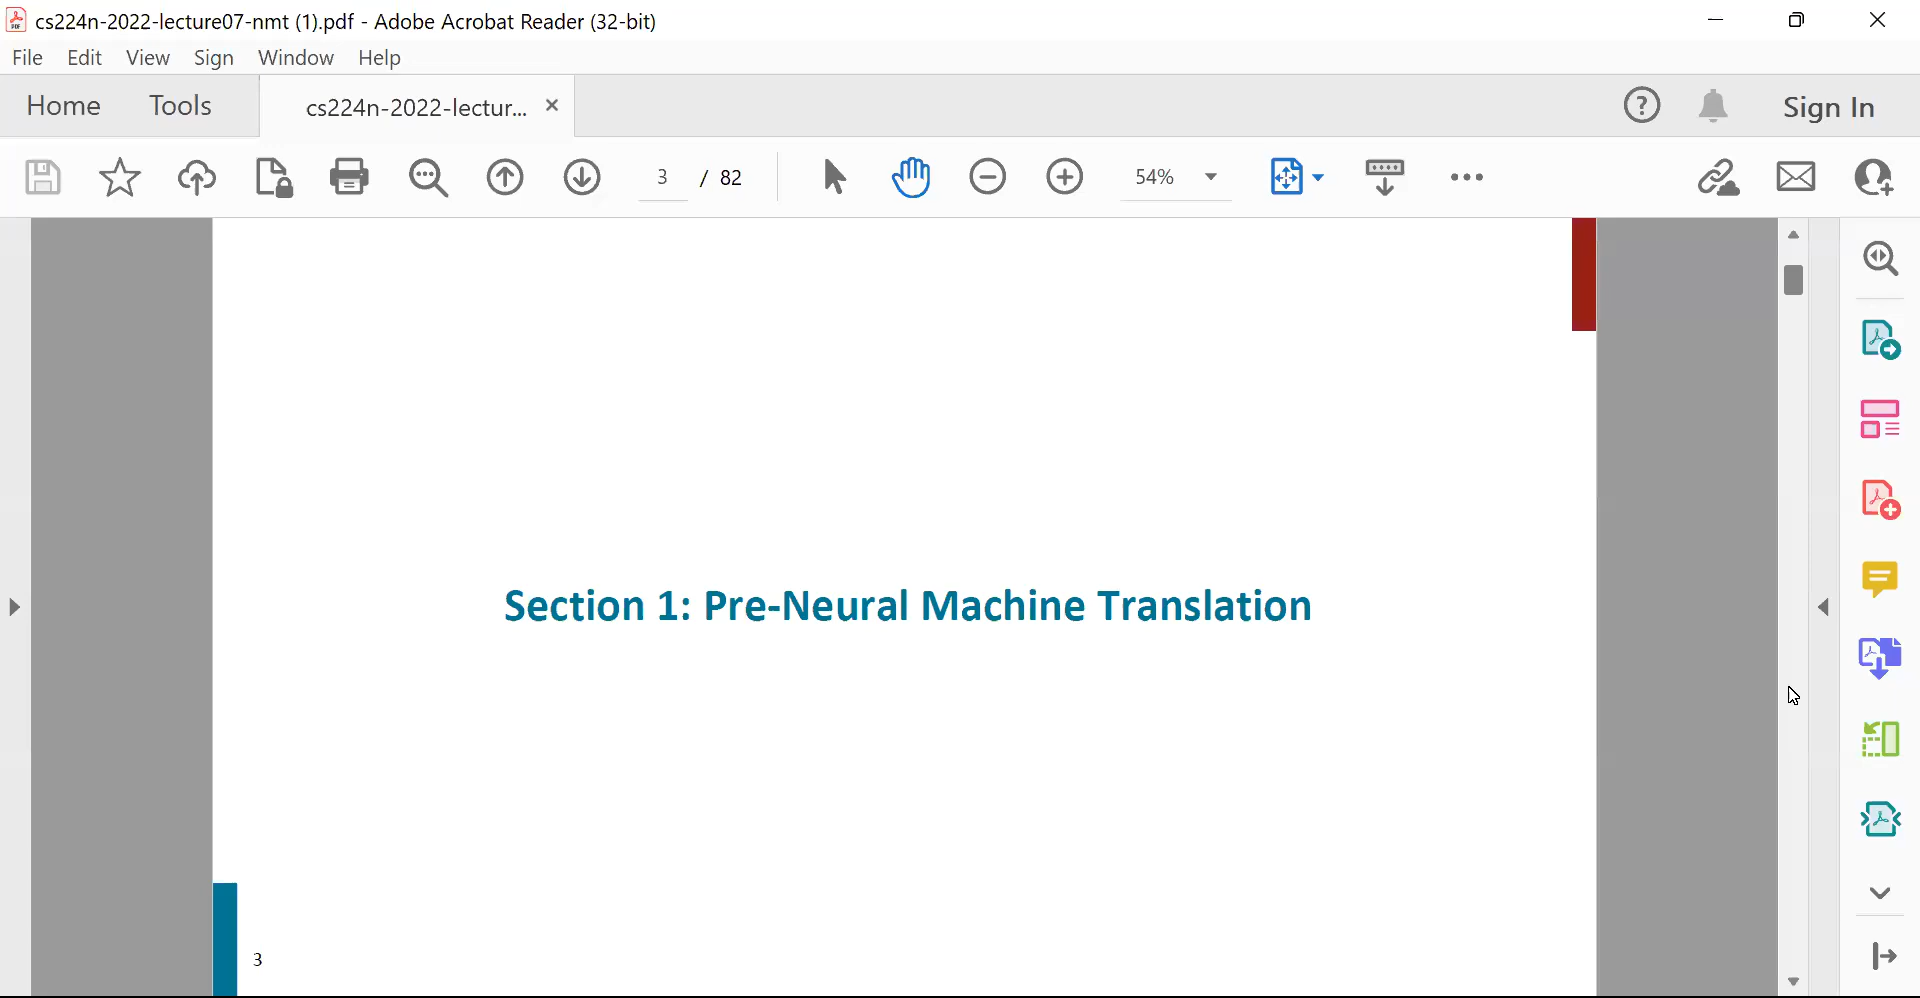 cs224n-2022-lecture07-nmt (1).pdf - Adobe Acrobat Reader (32-bit)
File Edit View Sign Window Help
Home Tools cs224n-2022-lectur... Sign In
3 / 82 54%
Section 1: Pre-Neural Machine Translation
3